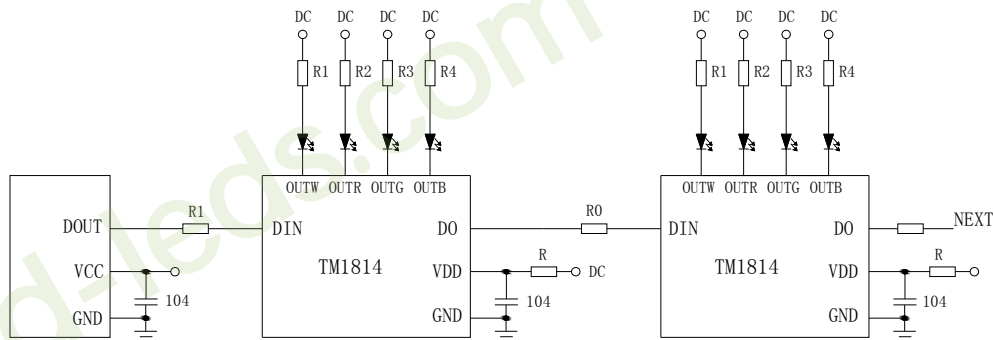 DC DC DC DC DC DC DC DC
R1 R2 R3 R4 R1 R2 R3 R4
OUTW OUTR OUTG OUTB OUTW OUTR OUTG OUTB
R1 R0 NEXT
DOUT DIN DO DIN DO
VCC TM1814 VDD R DC TM1814 VDD R
104 104 104
GND GND GND
d-leds.com